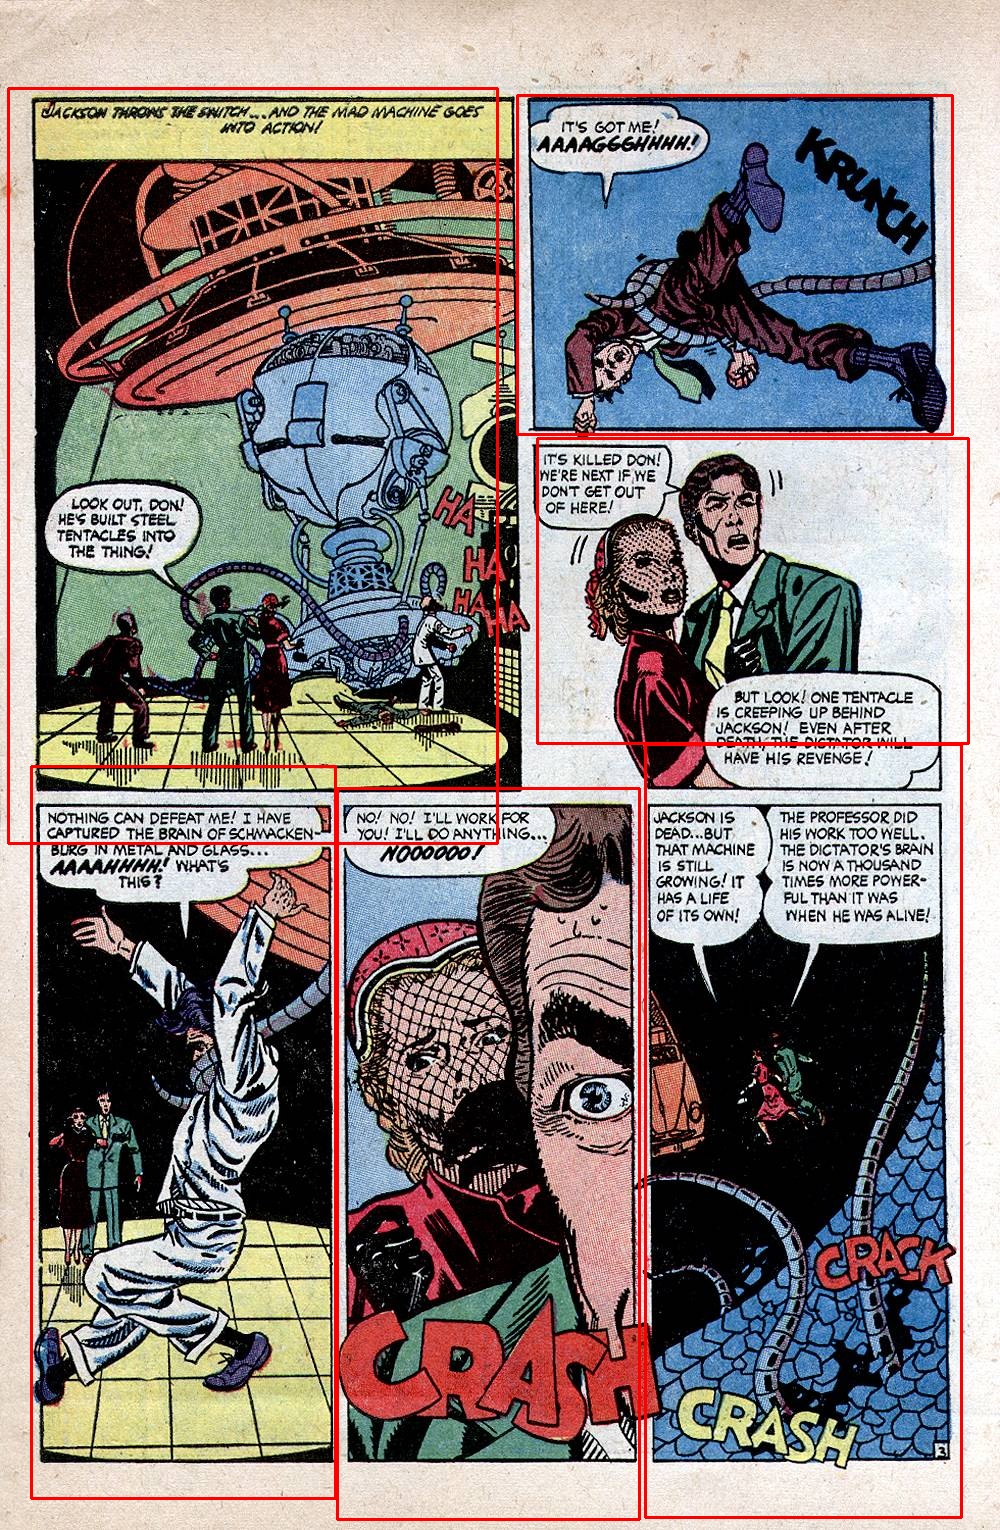 JACKSON THROWS THE SWITCH... AND THE MAD MACHINE GOES
INTO ACTION!
LOOK OUT, DON!
HE'S BUILT STEEL
TENTACLES INTO
THE THING!
HA
HA
HA HA
IT'S GOT ME!
AAAAGGGHHHH!
KRUNCH
IT'S KILLED DON!
WE'RE NEXT IF WE
DON'T GET OUT
OF HERE!
BUT LOOK! ONE TENTACLE
IS CREEPING UP BEHIND
JACKSON! EVEN AFTER
DEATH, THE DICTATOR WILL
HAVE HIS REVENGE!
NOTHING CAN DEFEAT ME! I HAVE
CAPTURED THE BRAIN OF SCHMACKEN-
BURG IN METAL AND GLASS...
AAAAHHHH! WHAT'S
THIS?
NO! NO! I'LL WORK FOR
YOU! I'LL DO ANYTHING...
NOOOOOO!
CRASH
JACKSON IS
DEAD...BUT
THAT MACHINE
IS STILL
GROWING! IT
HAS A LIFE
OF ITS OWN!
THE PROFESSOR DID
HIS WORK TOO WELL.
THE DICTATOR'S BRAIN
IS NOW A THOUSAND
TIMES MORE POWER-
FUL THAN IT WAS
WHEN HE WAS ALIVE!
CRACK
CRASH
3